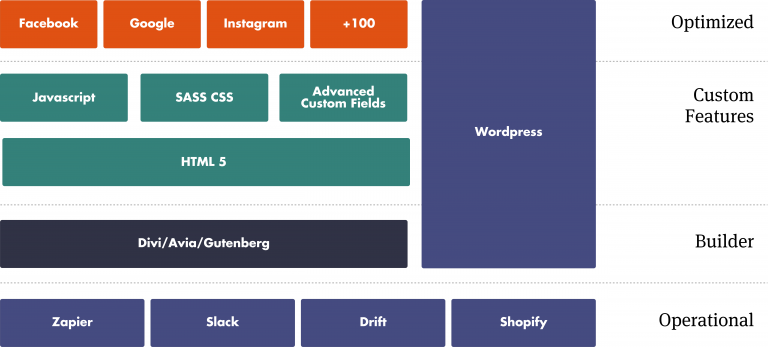 Facebook
Google
Instagram
+100
Optimized
Javascript
SASS CSS
Advanced
Custom Fields
Custom
Features
Wordpress
HTML 5
Divi/Avia/Gutenberg
Builder
Zapier
Slack
Drift
Shopify
Operational